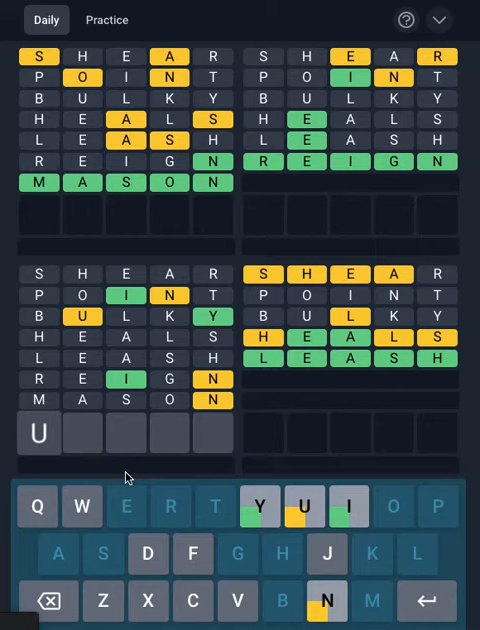 Daily Practice ?
S H E A R S H E A R
P O I N T P O I N T
B U L K Y B U L K Y
H E A L S H E A L S
L E A S H L E A S H
R E I G N R E I G N
M A S O N
S H E A R S H E A R
P O I N T P O I N T
B U L K Y B U L K Y
H E A L S H E A L S
L E A S H L E A S H
R E I G N
M A S O N
U
Q W E R T Y U I O P
A S D F G H J K L
Z X C V B N M